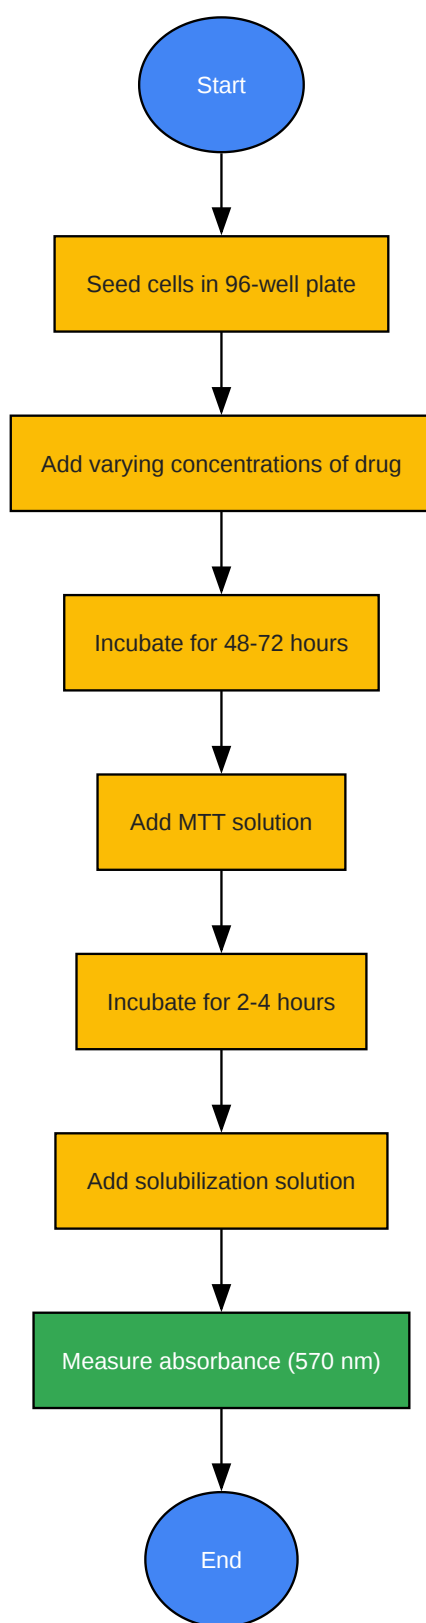 Start
Seed cells in 96-well plate
Add varying concentrations of drug
Incubate for 48-72 hours
Add MTT solution
Incubate for 2-4 hours
Add solubilization solution
Measure absorbance (570 nm)
End